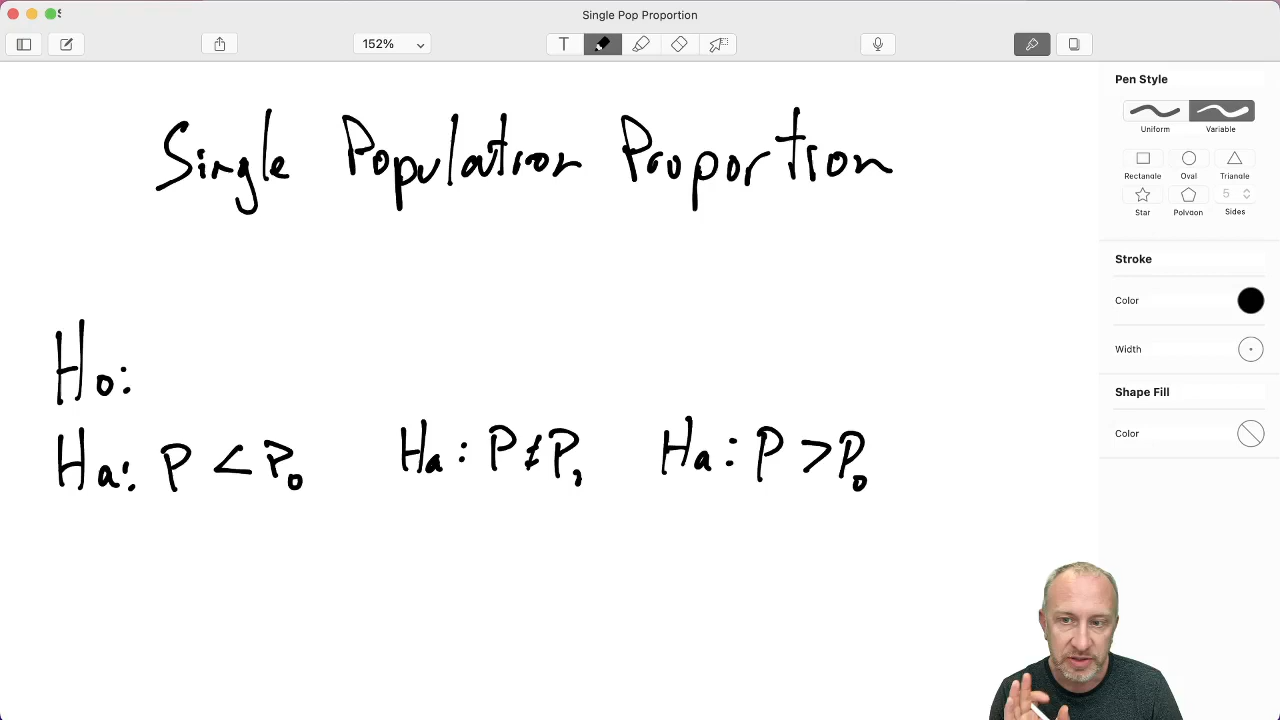 Single Pop Proportion
152%
T
Pen Style
Uniform Variable
Rectangle Oval Triangle
5
Star Polygon Sides
Stroke
Color
Width
Shape Fill
Color
Single Population Proportion
Ho:
Ha: P < P0 Ha: P ≠ P0 Ha: P > P0